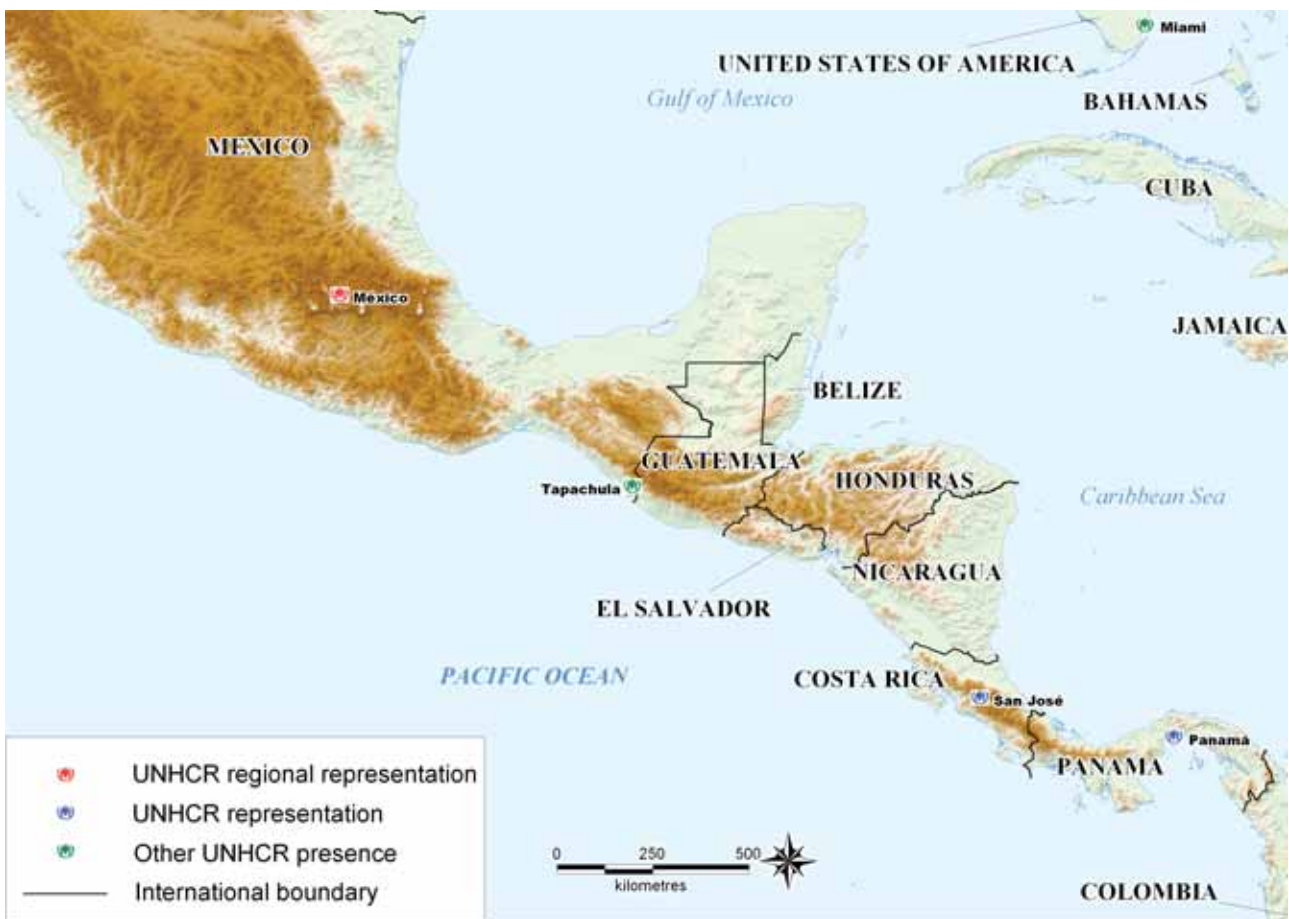 Miami
UNITED STATES OF AMERICA
Gulf of Mexico
BAHAMAS
MEXICO
CUBA
México
JAMAICA
BELIZE
GUATEMALA
HONDURAS
Tapachula
Caribbean Sea
NICARAGUA
EL SALVADOR
PACIFIC OCEAN
COSTA RICA
San José
Panamá
PANAMA
UNHCR regional representation
UNHCR representation
Other UNHCR presence
International boundary
0 250 500
kilometres
COLOMBIA